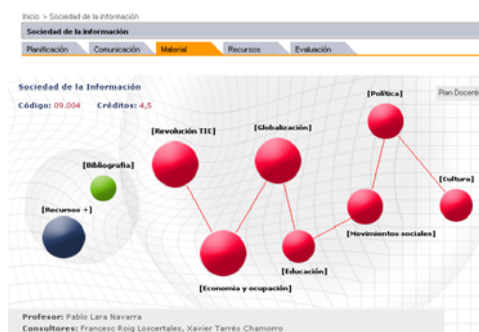 Inicio > Sociedad de la información
Sociedad de la información
Planificación Comunicación Material Recursos Evaluación
Sociedad de la Información
Código: 09.004 Créditos: 4,5
Plan Docente
[Política]
[Revolución TIC] [Globalización]
[Bibliografía]
[Cultura]
[Recursos +]
[Movimientos sociales]
[Educación]
[Economía y ocupación]
Profesor: Pablo Lara Navarra
Consultores: Francesc Roig Loscertales, Xavier Tarrés Chamorro